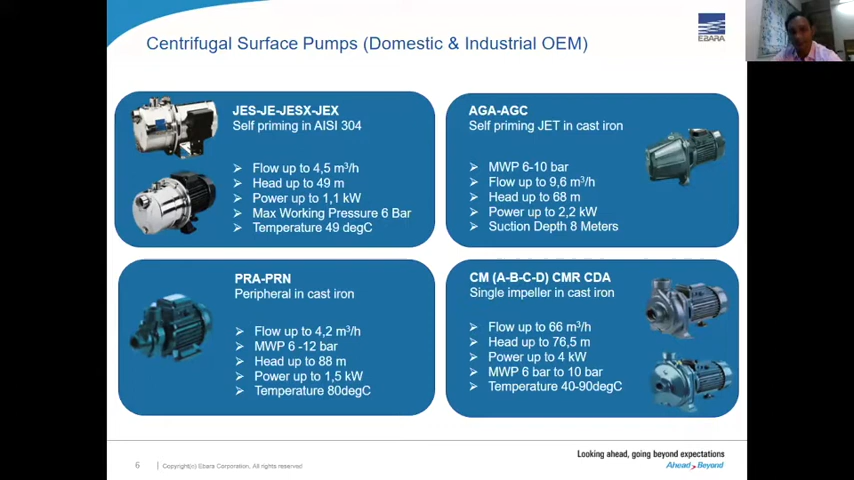 Centrifugal Surface Pumps (Domestic & Industrial OEM)
EBARA
JES-JE-JESX-JEX
Self priming in AISI 304
Flow up to 4,5 m³/h
Head up to 49 m
Power up to 1,1 kW
Max Working Pressure 6 Bar
Temperature 49 degC
AGA-AGC
Self priming JET in cast iron
MWP 6-10 bar
Flow up to 9,6 m³/h
Head up to 68 m
Power up to 2,2 kW
Suction Depth 8 Meters
PRA-PRN
Peripheral in cast iron
Flow up to 4,2 m³/h
MWP 6 -12 bar
Head up to 88 m
Power up to 1,5 kW
Temperature 80degC
CM (A-B-C-D) CMR CDA
Single impeller in cast iron
Flow up to 66 m³/h
Head up to 76,5 m
Power up to 4 kW
MWP 6 bar to 10 bar
Temperature 40-90degC
Looking ahead, going beyond expectations
Ahead Beyond
6 | Copyright(c) Ebara Corporation, All rights reserved